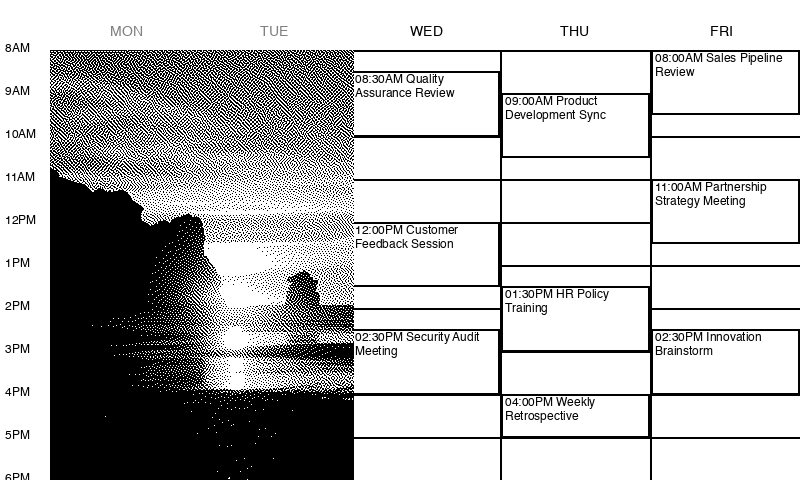 MON TUE WED THU FRI
8AM
9AM
10AM
11AM
12PM
1PM
2PM
3PM
4PM
5PM
6PM
08:30AM Quality
Assurance Review
12:00PM Customer
Feedback Session
02:30PM Security Audit
Meeting
09:00AM Product
Development Sync
01:30PM HR Policy
Training
04:00PM Weekly
Retrospective
08:00AM Sales Pipeline
Review
11:00AM Partnership
Strategy Meeting
02:30PM Innovation
Brainstorm